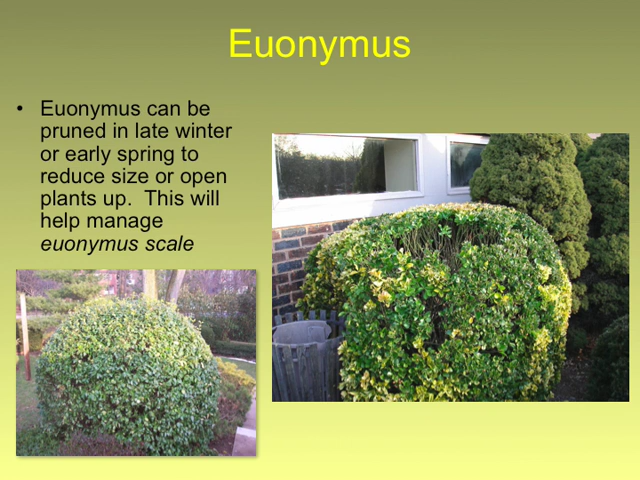 Euonymus
• Euonymus can be
pruned in late winter
or early spring to
reduce size or open
plants up. This will
help manage
euonymus scale